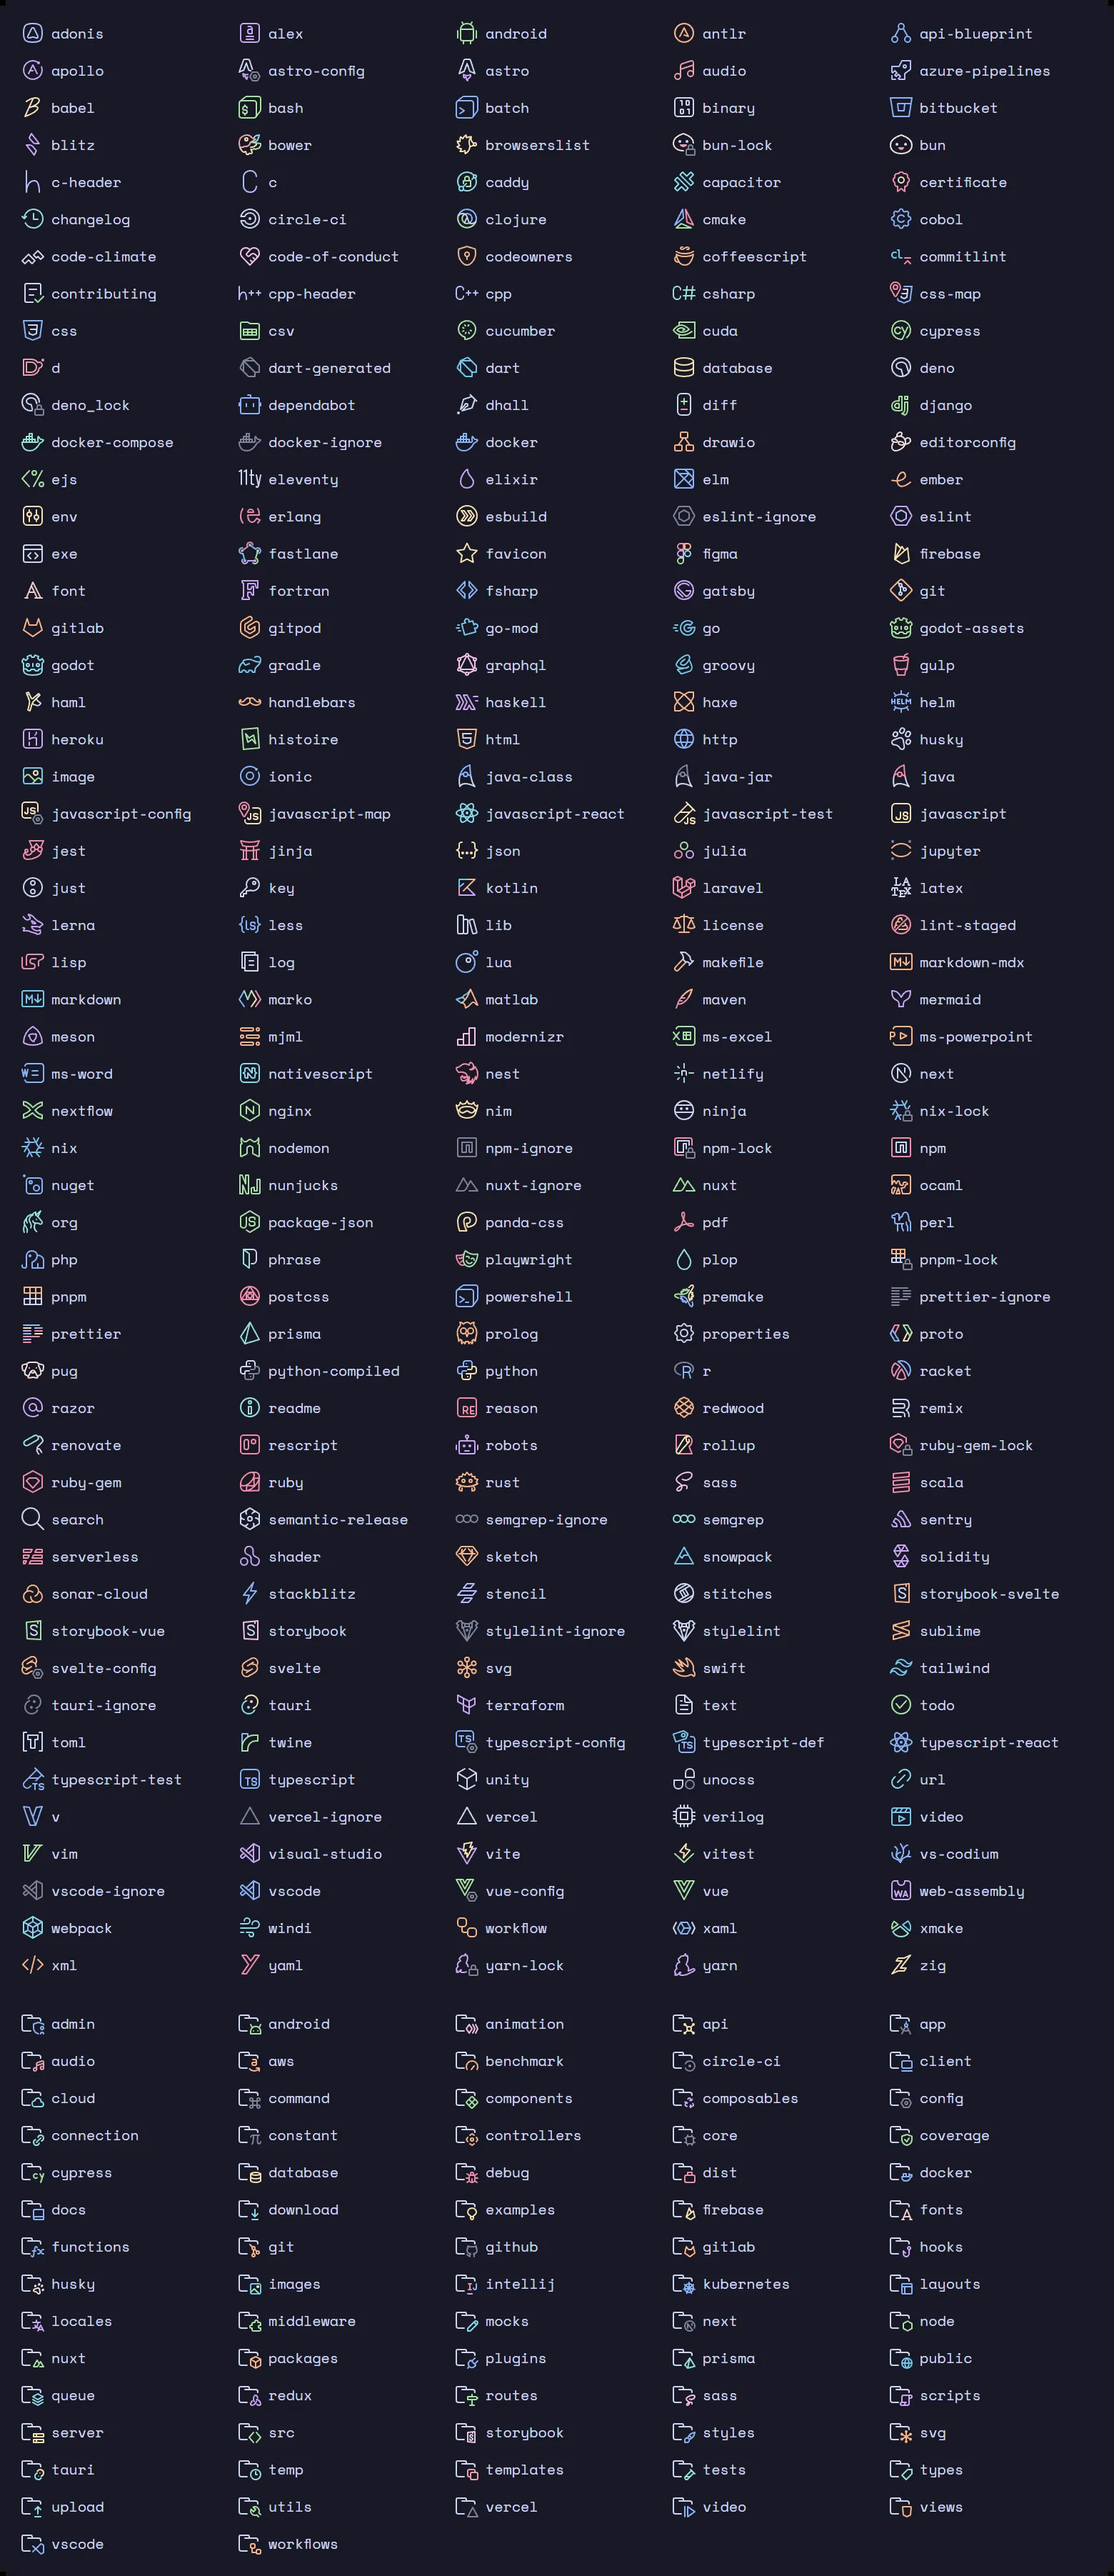 adonis alex android antlr api-blueprint
apollo astro-config astro audio azure-pipelines
babel bash batch binary bitbucket
blitz bower browserslist bun-lock bun
c-header c caddy capacitor certificate
changelog circle-ci clojure cmake cobol
code-climate code-of-conduct codeowners coffeescript commitlint
contributing cpp-header cpp csharp css-map
css csv cucumber cuda cypress
d dart-generated dart database deno
deno_lock dependabot dhall diff django
docker-compose docker-ignore docker drawio editorconfig
ejs eleventy elixir elm ember
env erlang esbuild eslint-ignore eslint
exe fastlane favicon figma firebase
font fortran fsharp gatsby git
gitlab gitpod go-mod go godot-assets
godot gradle graphql groovy gulp
haml handlebars haskell haxe helm
heroku histoire html http husky
image ionic java-class java-jar java
javascript-config javascript-map javascript-react javascript-test javascript
jest jinja json julia jupyter
just key kotlin laravel latex
lerna less lib license lint-staged
lisp log lua makefile markdown-mdx
markdown marko matlab maven mermaid
meson mjml modernizr ms-excel ms-powerpoint
ms-word nativescript nest netlify next
nextflow nginx nim ninja nix-lock
nix nodemon npm-ignore npm-lock npm
nuget nunjucks nuxt-ignore nuxt ocaml
org package-json panda-css pdf perl
php phrase playwright plop pnpm-lock
pnpm postcss powershell premake prettier-ignore
prettier prisma prolog properties proto
pug python-compiled python r racket
razor readme reason redwood remix
renovate rescript robots rollup ruby-gem-lock
ruby-gem ruby rust sass scala
search semantic-release semgrep-ignore semgrep sentry
serverless shader sketch snowpack solidity
sonar-cloud stackblitz stencil stitches storybook-svelte
storybook-vue storybook stylelint-ignore stylelint sublime
svelte-config svelte svg swift tailwind
tauri-ignore tauri terraform text todo
toml twine typescript-config typescript-def typescript-react
typescript-test typescript unity unocss url
v vercel-ignore vercel verilog video
vim visual-studio vite vitest vs-codium
vscode-ignore vscode vue-config vue web-assembly
webpack windi workflow xaml xmake
xml yaml yarn-lock yarn zig
admin android animation api app
audio aws benchmark circle-ci client
cloud command components composables config
connection constant controllers core coverage
cypress database debug dist docker
docs download examples firebase fonts
functions git github gitlab hooks
husky images intellij kubernetes layouts
locales middleware mocks next node
nuxt packages plugins prisma public
queue redux routes sass scripts
server src storybook styles svg
tauri temp templates tests types
upload utils vercel video views
vscode workflows